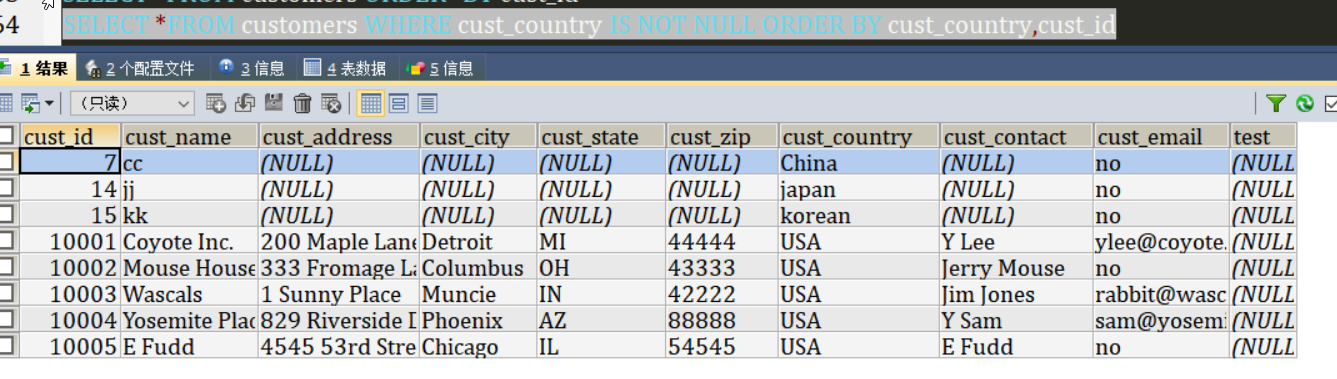 SELECT *FROM customers ORDER BY cust_id
54 SELECT *FROM customers WHERE cust_country IS NOT NULL ORDER BY cust_country,cust_id
1 结果 2 个配置文件 3 信息 4 表数据 5 信息
(只读)
cust_id cust_name cust_address cust_city cust_state cust_zip cust_country cust_contact cust_email test
7 cc (NULL) (NULL) (NULL) (NULL) China (NULL) no (NULL
14 jj (NULL) (NULL) (NULL) (NULL) japan (NULL) no (NULL
15 kk (NULL) (NULL) (NULL) (NULL) korean (NULL) no (NULL
10001 Coyote Inc. 200 Maple Lane Detroit MI 44444 USA Y Lee ylee@coyote. (NULL
10002 Mouse House 333 Fromage La Columbus OH 43333 USA Jerry Mouse no (NULL
10003 Wascals 1 Sunny Place Muncie IN 42222 USA Jim Jones rabbit@wasc (NULL
10004 Yosemite Plac 829 Riverside D Phoenix AZ 88888 USA Y Sam sam@yosemi (NULL
10005 E Fudd 4545 53rd Stre Chicago IL 54545 USA E Fudd no (NULL